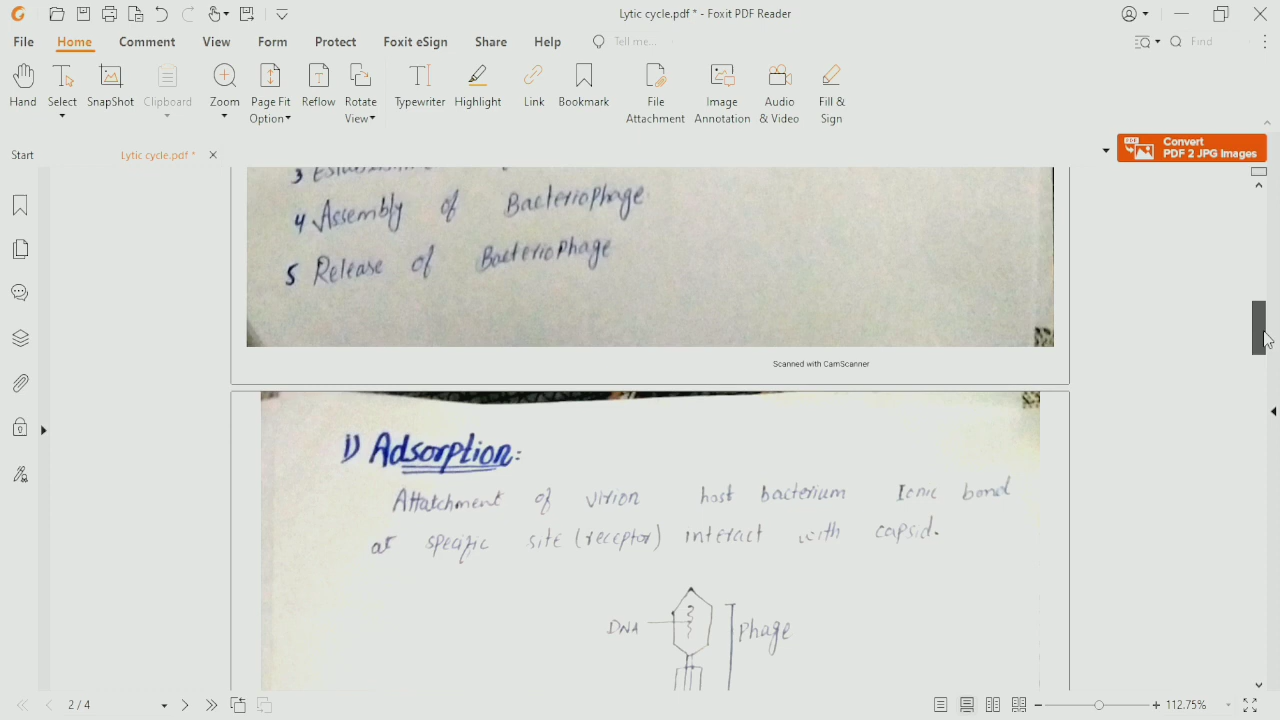 Lytic cycle.pdf * - Foxit PDF Reader
File Home Comment View Form Protect Foxit eSign Share Help Tell me... Find
Hand Select SnapShot Clipboard Zoom Page Fit Option Reflow Rotate View Typewriter Highlight Link Bookmark File Attachment Image Annotation Audio & Video Fill & Sign
Start Lytic cycle.pdf *
Convert
PDF 2 JPG Images
3
4 Assembly of Bacteriophage
5 Release of Bacteriophage
Scanned with CamScanner
1) Adsorption:
Attatchment of virion host bacterium Ionic bond
at specific site (receptor) interact with capsid.
DNA
Phage
2 / 4
112.75%